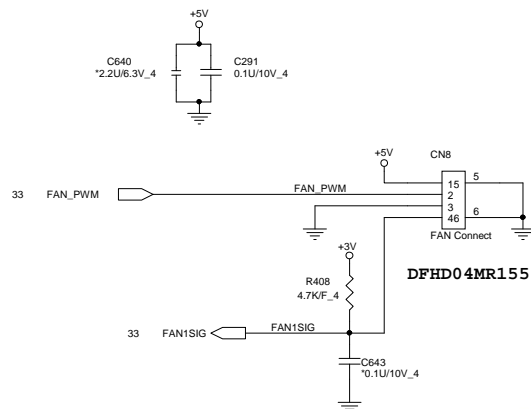 +5V
C640
*2.2U/6.3V_4
C291
0.1U/10V_4
+5V
CN8
33 FAN_PWM
FAN_PWM
15
2
3
46
5
6
FAN Connect
DFHD04MR155
+3V
R408
4.7K/F_4
33 FAN1SIG
FAN1SIG
C643
*0.1U/10V_4